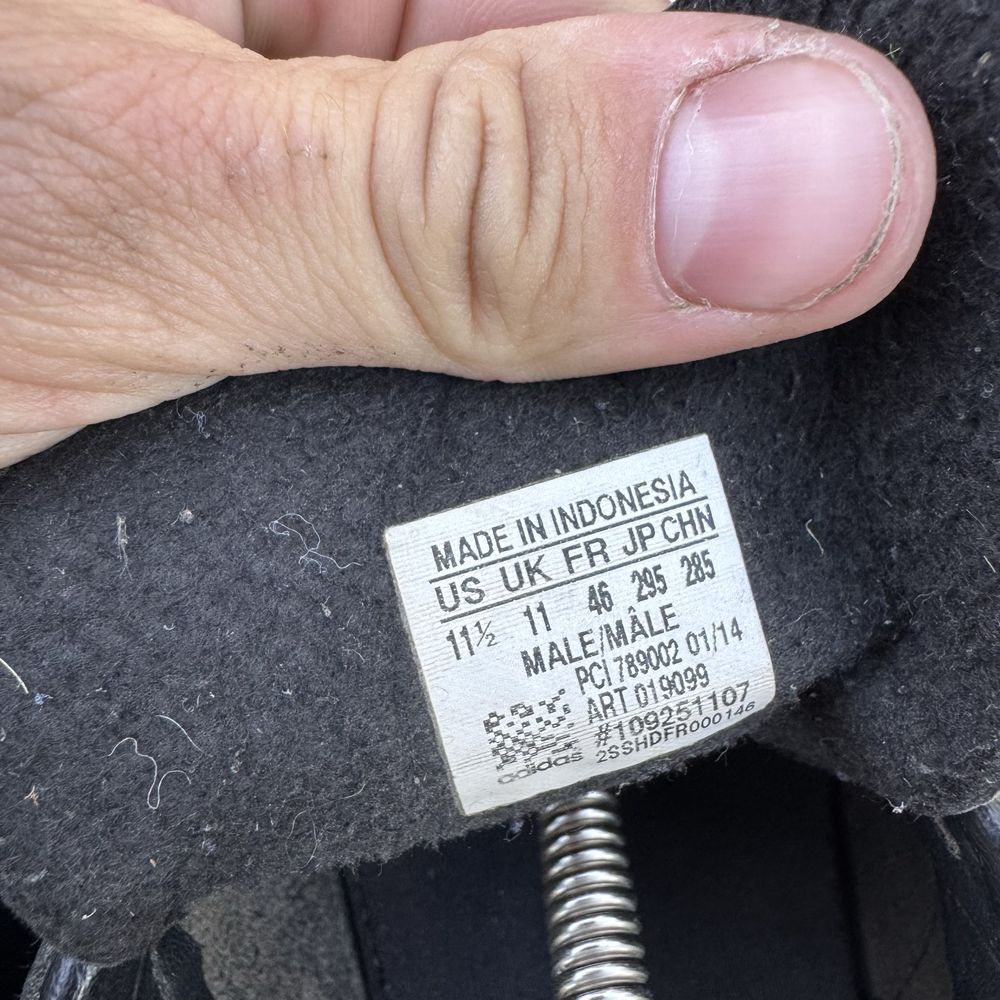 MADE IN INDONESIA
US UK FR JP CHN
11½ 11 46 295 285
MALE/MÂLE
PCI 789002 01/14
ART 019099
#109251107
2SSHDFR000146
adidas